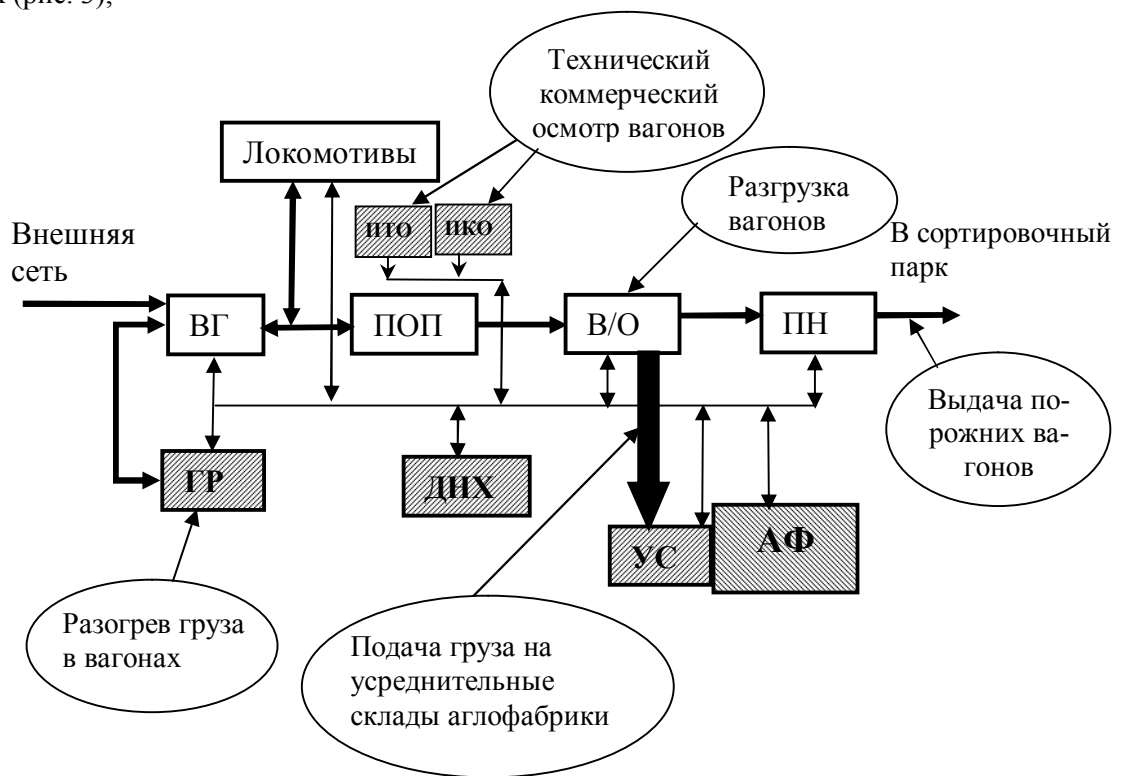 (рис. 3);
Технический
коммерческий
осмотр вагонов
Локомотивы
Разгрузка
вагонов
ПТО
ПКО
Внешняя
сеть
В сортировочный
парк
ВГ
ПОП
В/О
ПН
Выдача по-
рожних ва-
гонов
ГР
ДНХ
УС
АФ
Разогрев груза
в вагонах
Подача груза на
усреднительные
склады аглофабрики